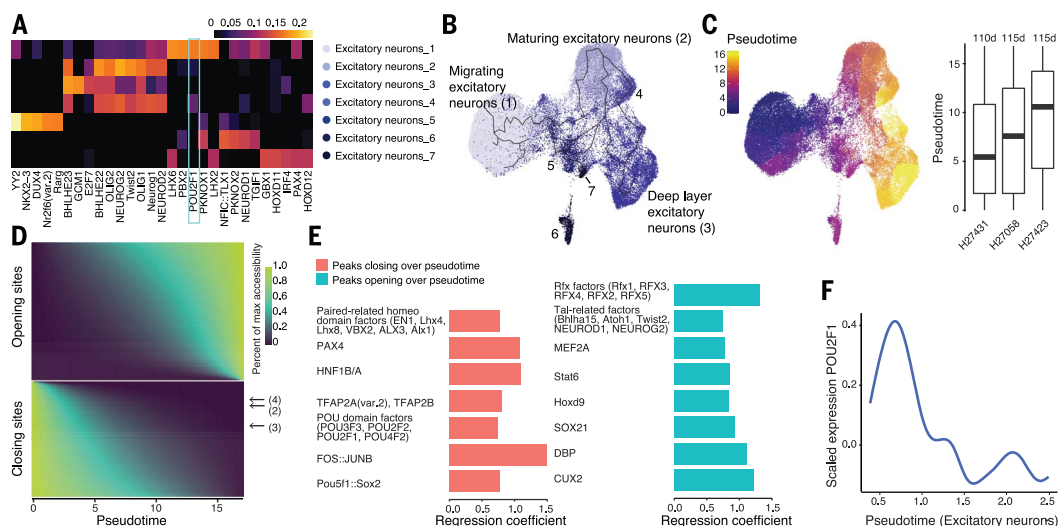 A
0 0.05 0.1 0.15 0.2
Excitatory neurons_1
Excitatory neurons_2
Excitatory neurons_3
Excitatory neurons_4
Excitatory neurons_5
Excitatory neurons_6
Excitatory neurons_7
YY2
NKX2-3
DUX4
Nr2f6(var.2)
Rarg
BHLHE23
GCM1
E2F7
BHLHE22
OLIG2
NEUROG2
Twist2
OLIG1
Neurog1
NEUROD2
LHX6
PBX2
POU2F1
PKNOX1
LHX2
NFIC::TLX1
PKNOX2
NEUROD1
TGIF1
GBX1
HOXD11
IRF4
PAX4
HOXD12
B
Maturing excitatory neurons (2)
Migrating
excitatory
neurons (1)
4
5
7
6
Deep layer
excitatory
neurons (3)
C
Pseudotime
16
12
8
4
0
110d 115d 115d
Pseudotime
15
10
5
0
H27431
H27058
H27423
D
Opening sites
Closing sites
1.0
0.8
0.6
0.4
0.2
0
Percent of max accessibility
(4)
(2)
(3)
0 5 10 15
Pseudotime
E
Peaks closing over pseudotime
Peaks opening over pseudotime
Paired-related homeo
domain factors (EN1, Lhx4,
Lhx8, VBX2, ALX3, Alx1)
PAX4
HNF1B/A
TFAP2A(var.2), TFAP2B
POU domain factors
(POU3F3, POU2F2,
POU2F1, POU4F2)
FOS::JUNB
Pou5f1::Sox2
0 0.5 1.0 1.5
Regression coefficient
Rfx factors (Rfx1, RFX3,
RFX4, RFX2, RFX5)
Tal-related factors
(Bhlha15, Atoh1, Twist2,
NEUROD1, NEUROG2)
MEF2A
Stat6
Hoxd9
SOX21
DBP
CUX2
0 0.5 1.0 1.5
Regression coefficient
F
Scaled expression POU2F1
0.4
0.2
0.0
0.5 1.0 1.5 2.0 2.5
Pseudotime (Excitatory neurons)